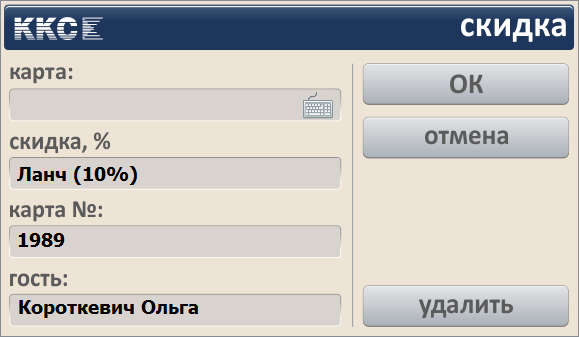 ККС
скидка
карта:
скидка, %
Ланч (10%)
карта №:
1989
гость:
Короткевич Ольга
ОК
отмена
удалить